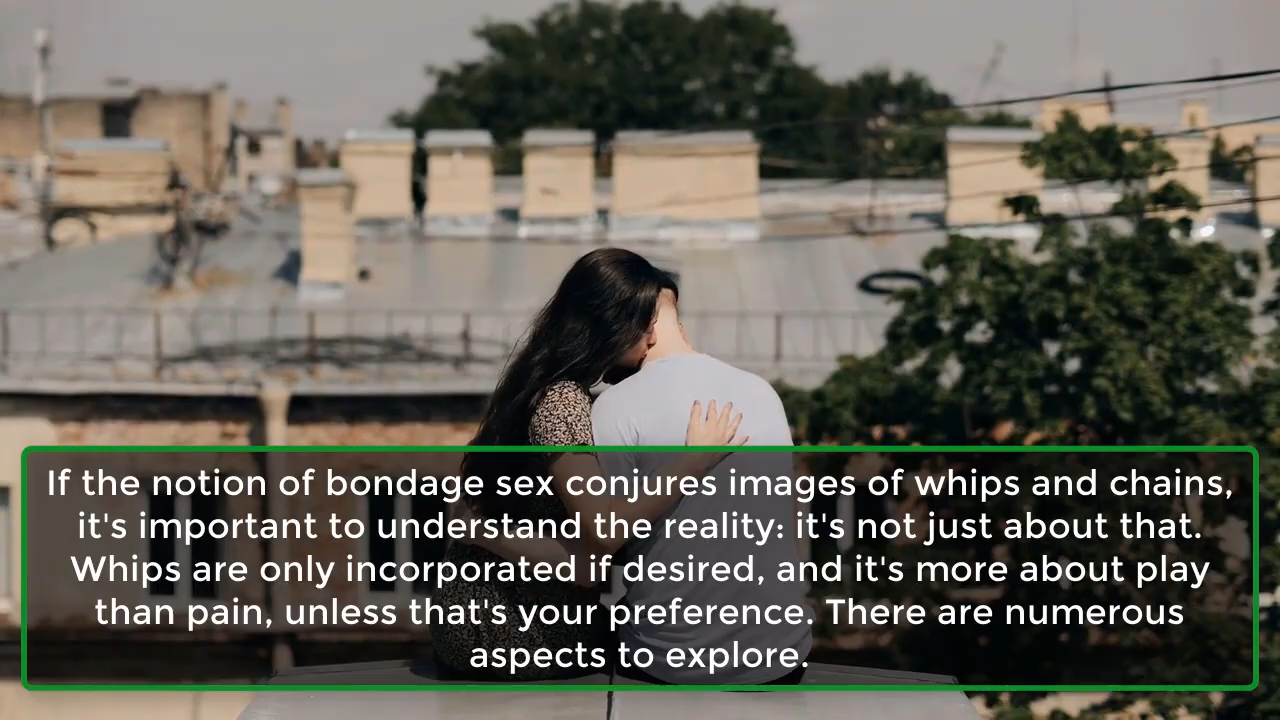 If the notion of bondage sex conjures images of whips and chains,
it's important to understand the reality: it's not just about that.
Whips are only incorporated if desired, and it's more about play
than pain, unless that's your preference. There are numerous
aspects to explore.